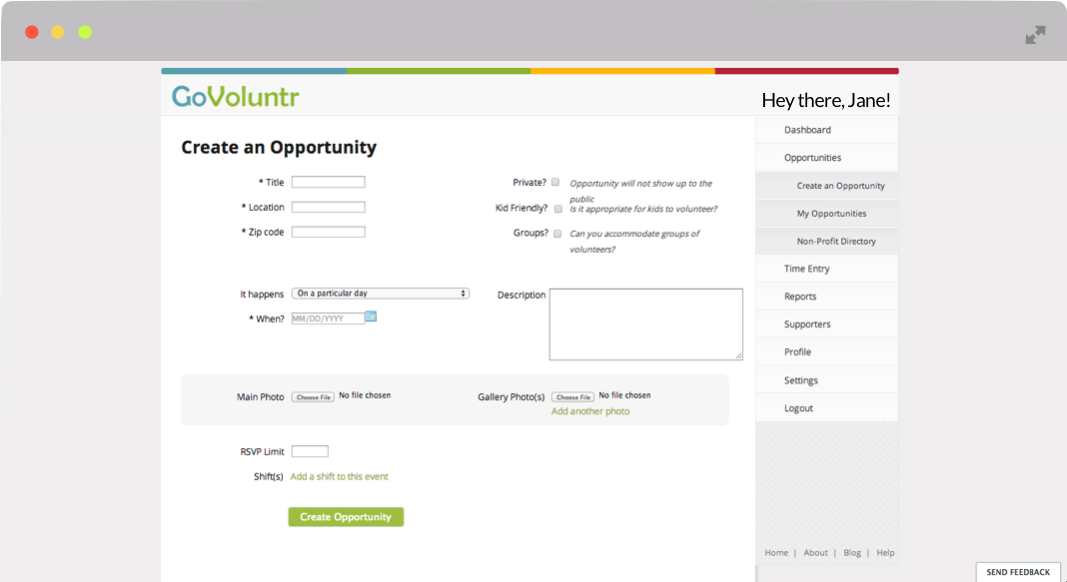 GoVoluntr
Hey there, Jane!
Create an Opportunity
* Title
* Location
* Zip code
Private? Opportunity will not show up to the
public
Kid Friendly? Is it appropriate for kids to volunteer?
Groups? Can you accommodate groups of
volunteers?
It happens On a particular day
* When? MM/DD/YYYY
Description
Main Photo Choose File No file chosen
Gallery Photo(s) Choose File No file chosen
Add another photo
RSVP Limit
Shift(s) Add a shift to this event
Create Opportunity
Dashboard
Opportunities
Create an Opportunity
My Opportunities
Non-Profit Directory
Time Entry
Reports
Supporters
Profile
Settings
Logout
Home | About | Blog | Help
SEND FEEDBACK